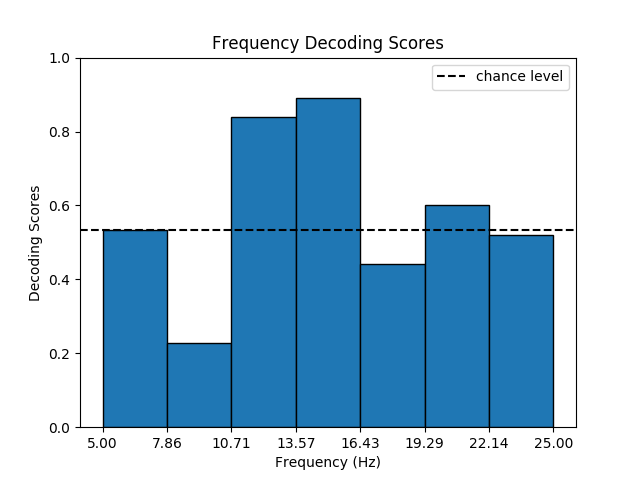 Frequency Decoding Scores
1.0
chance level
0.8
0.6
0.4
0.2
0.0
Decoding Scores
5.00 7.86 10.71 13.57 16.43 19.29 22.14 25.00
Frequency (Hz)